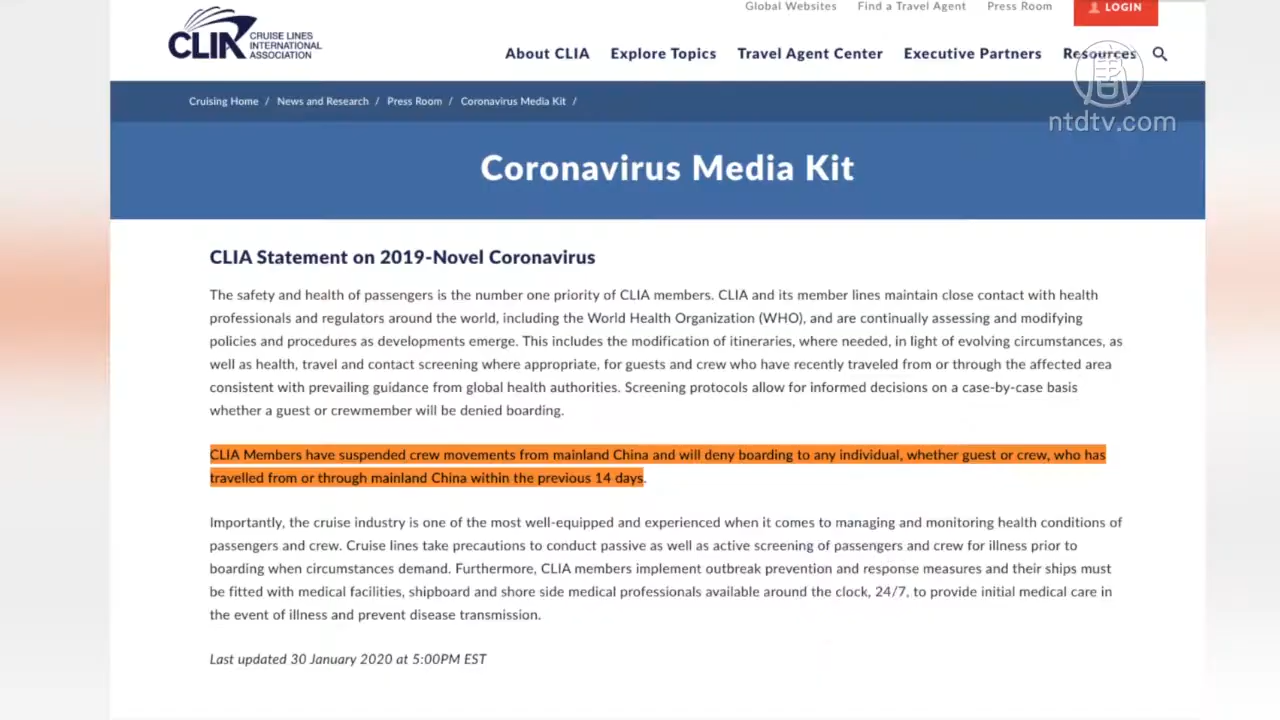 Global Websites Find a Travel Agent Press Room LOGIN
CLIA CRUISE LINES
INTERNATIONAL
ASSOCIATION
About CLIA Explore Topics Travel Agent Center Executive Partners Resources
ntdtv.com
Cruising Home / News and Research / Press Room / Coronavirus Media Kit /
Coronavirus Media Kit
CLIA Statement on 2019-Novel Coronavirus
The safety and health of passengers is the number one priority of CLIA members. CLIA and its member lines maintain close contact with health
professionals and regulators around the world, including the World Health Organization (WHO), and are continually assessing and modifying
policies and procedures as developments emerge. This includes the modification of itineraries, where needed, in light of evolving circumstances, as
well as health, travel and contact screening where appropriate, for guests and crew who have recently traveled from or through the affected area
consistent with prevailing guidance from global health authorities. Screening protocols allow for informed decisions on a case-by-case basis
whether a guest or crewmember will be denied boarding.
CLIA Members have suspended crew movements from mainland China and will deny boarding to any individual, whether guest or crew, who has
travelled from or through mainland China within the previous 14 days.
Importantly, the cruise industry is one of the most well-equipped and experienced when it comes to managing and monitoring health conditions of
passengers and crew. Cruise lines take precautions to conduct passive as well as active screening of passengers and crew for illness prior to
boarding when circumstances demand. Furthermore, CLIA members implement outbreak prevention and response measures and their ships must
be fitted with medical facilities, shipboard and shore side medical professionals available around the clock, 24/7, to provide initial medical care in
the event of illness and prevent disease transmission.
Last updated 30 January 2020 at 5:00PM EST